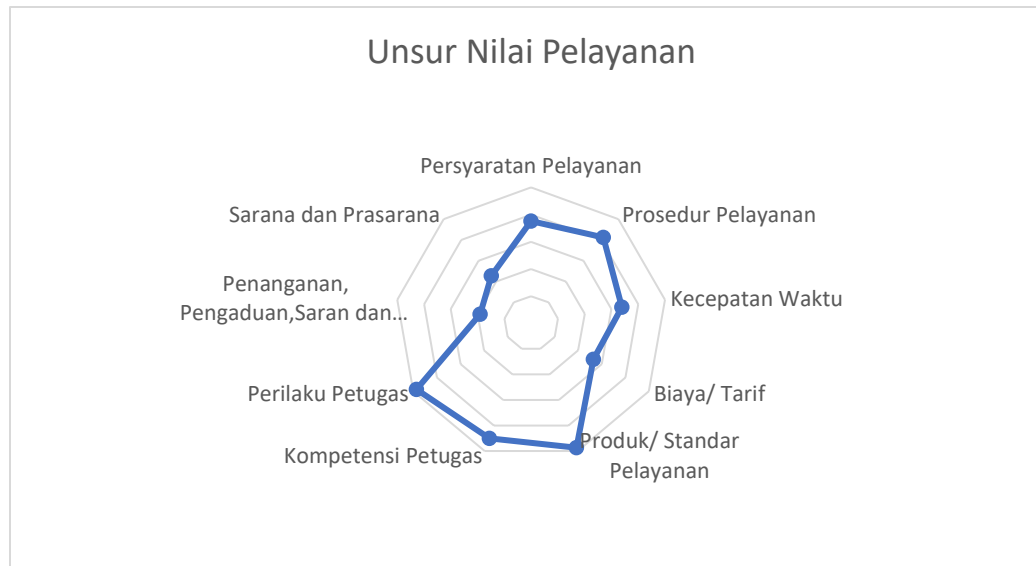 Unsur Nilai Pelayanan
Persyaratan Pelayanan
Prosedur Pelayanan
Kecepatan Waktu
Biaya/ Tarif
Produk/ Standar
Pelayanan
Kompetensi Petugas
Perilaku Petugas
Penanganan,
Pengaduan,Saran dan...
Sarana dan Prasarana